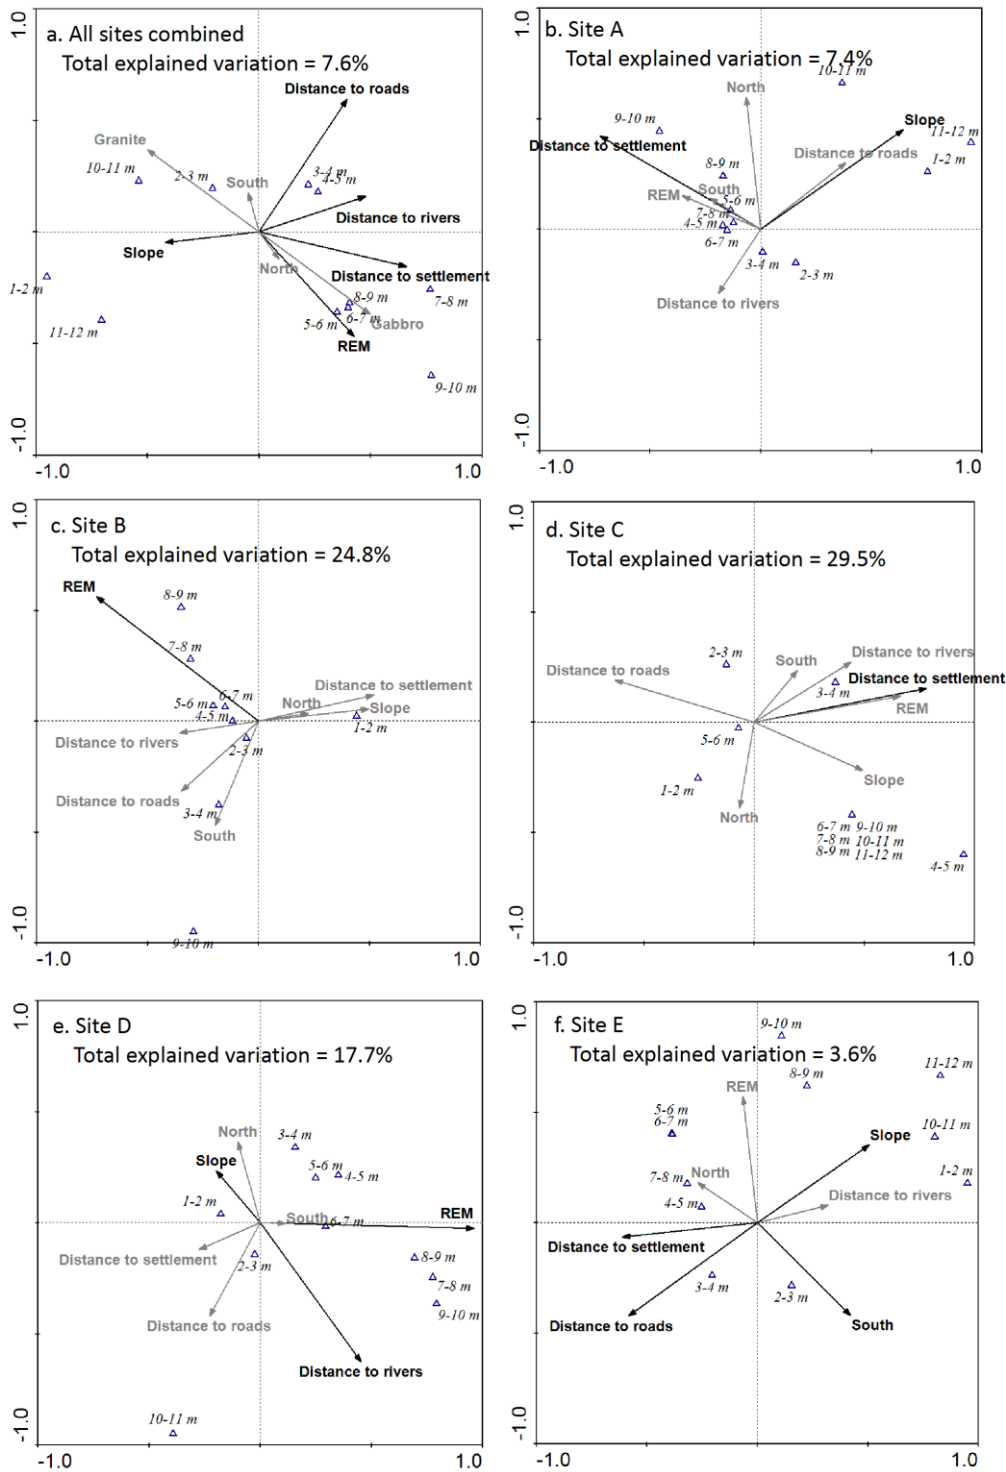 a. All sites combined
Total explained variation = 7.6%
1.0
Distance to roads
Granite
10-11 m
2-3 m
South
3-4 m
4-5 m
Distance to rivers
Slope
North
Distance to settlement
1-2 m
8-9 m
7-8 m
6-7 m
5-6 m
Gabbro
11-12 m
REM
9-10 m
-1.0
-1.0
1.0
b. Site A
Total explained variation = 7.4%
1.0
10-11 m
North
9-10 m
Slope
11-12 m
Distance to settlement
Distance to roads
8-9 m
1-2 m
REM
South
5-6 m
7-8 m
4-5 m
6-7 m
3-4 m
2-3 m
Distance to rivers
-1.0
-1.0
1.0
c. Site B
Total explained variation = 24.8%
1.0
REM
8-9 m
7-8 m
6-7 m
5-6 m
4-5 m
North
Distance to settlement
Slope
1-2 m
Distance to rivers
2-3 m
Distance to roads
3-4 m
South
9-10 m
-1.0
-1.0
1.0
d. Site C
Total explained variation = 29.5%
1.0
2-3 m
South
Distance to rivers
Distance to roads
Distance to settlement
3-4 m
REM
5-6 m
Slope
1-2 m
North
6-7 m 9-10 m
7-8 m 10-11 m
8-9 m 11-12 m
4-5 m
-1.0
-1.0
1.0
e. Site D
Total explained variation = 17.7%
1.0
North
3-4 m
Slope
5-6 m
4-5 m
1-2 m
South
6-7 m
REM
Distance to settlement
2-3 m
8-9 m
7-8 m
9-10 m
Distance to roads
Distance to rivers
10-11 m
-1.0
-1.0
1.0
f. Site E
Total explained variation = 3.6%
1.0
9-10 m
8-9 m
11-12 m
REM
5-6 m
6-7 m
10-11 m
Slope
7-8 m
North
1-2 m
4-5 m
Distance to rivers
Distance to settlement
3-4 m
2-3 m
Distance to roads
South
-1.0
-1.0
1.0